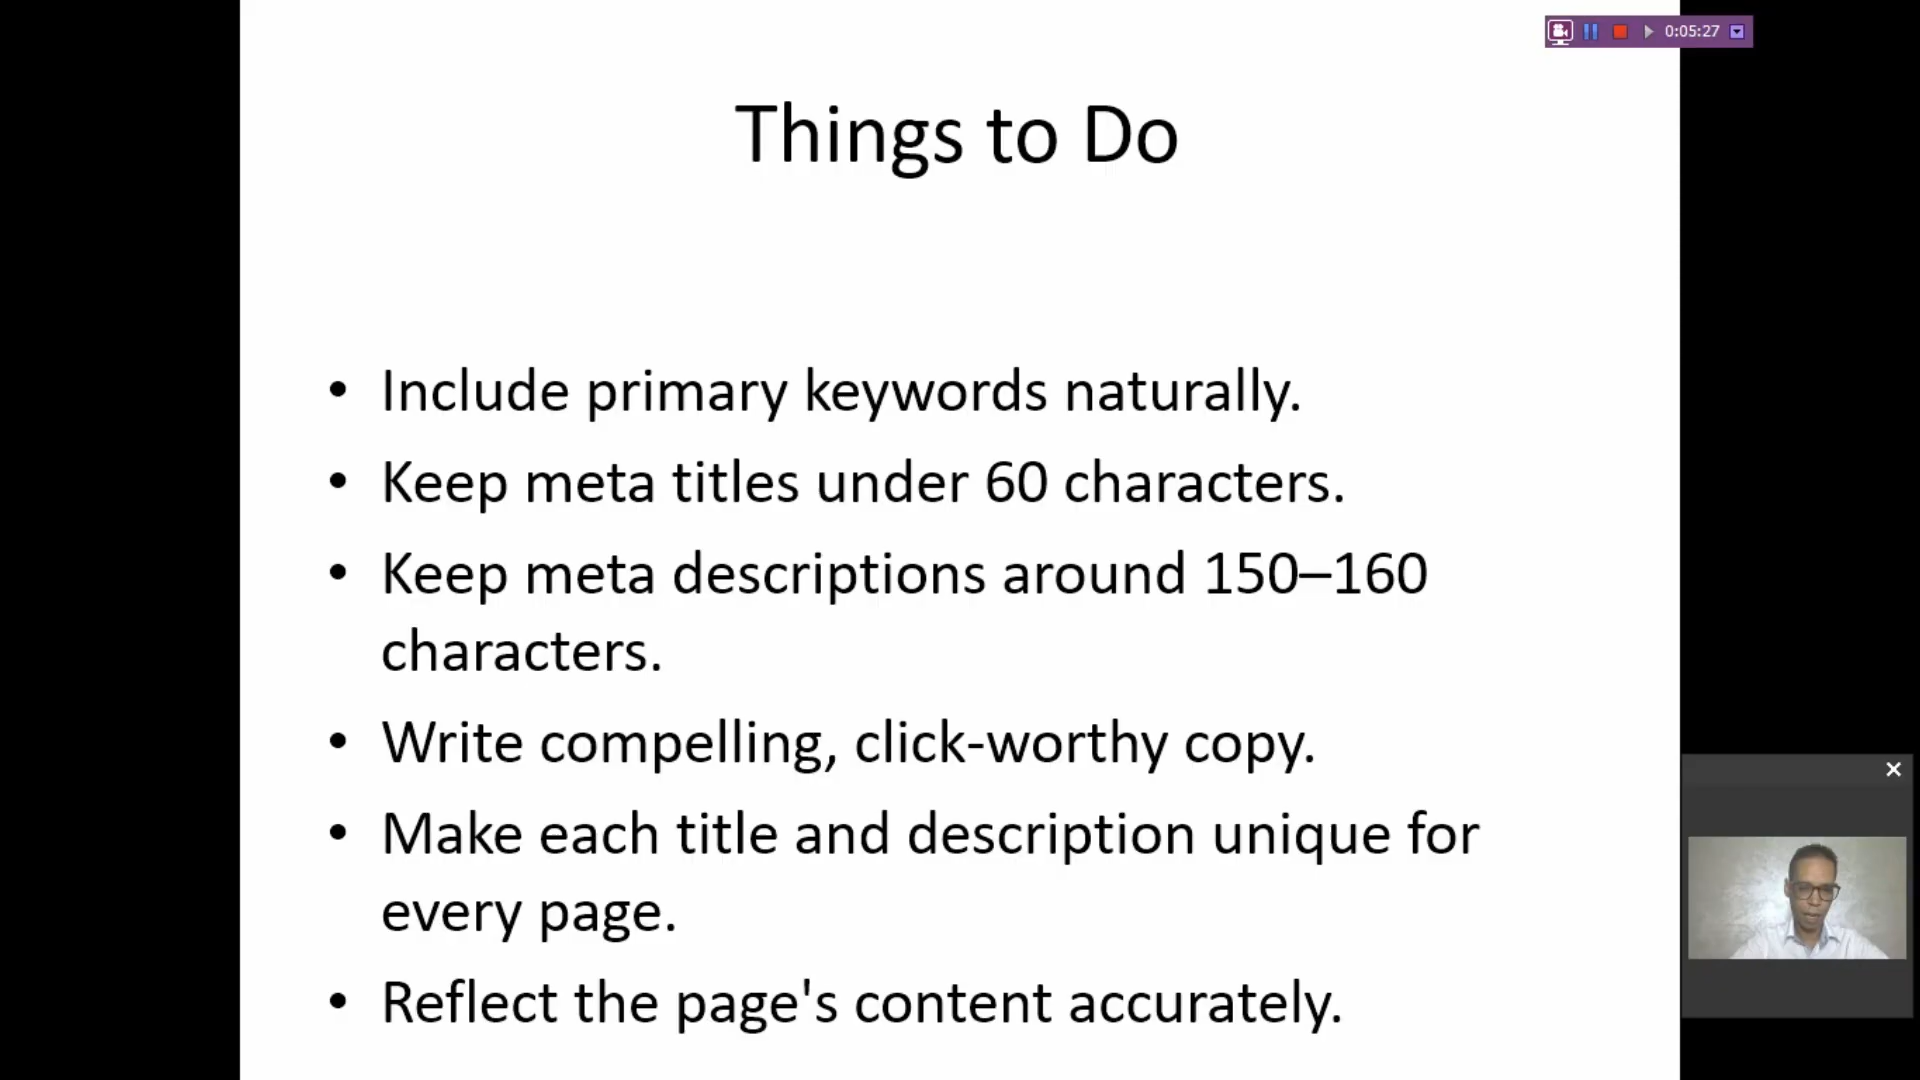 0:05:27
Things to Do
• Include primary keywords naturally.
• Keep meta titles under 60 characters.
• Keep meta descriptions around 150–160
characters.
• Write compelling, click-worthy copy.
• Make each title and description unique for
every page.
• Reflect the page's content accurately.